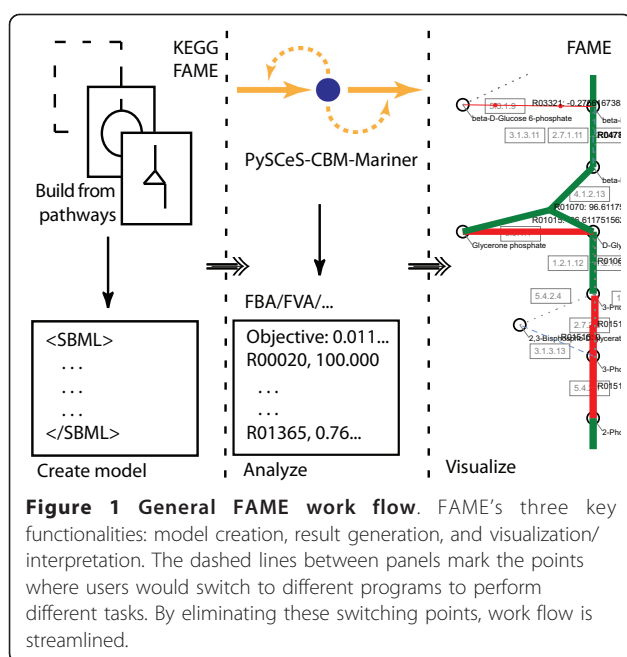 KEGG
FAME
Build from
pathways
<SBML>
...
...
...
</SBML>
Create model
PySCeS-CBM-Mariner
FBA/FVA/...
Objective: 0.011...
R00020, 100.000
...
...
R01365, 0.76...
Analyze
FAME
beta-D-Glucose 6-phosphate
3.1.3.11
2.7.1.11
4.1.2.13
R01070: 96.61175
Glycerone phosphate
D-Gly
1.2.1.12
5.4.2.4
3.1.3.13
3-Pho
2-Pho
Visualize
Figure 1 General FAME work flow. FAME's three key
functionalities: model creation, result generation, and visualization/
interpretation. The dashed lines between panels mark the points
where users would switch to different programs to perform
different tasks. By eliminating these switching points, work flow is
streamlined.